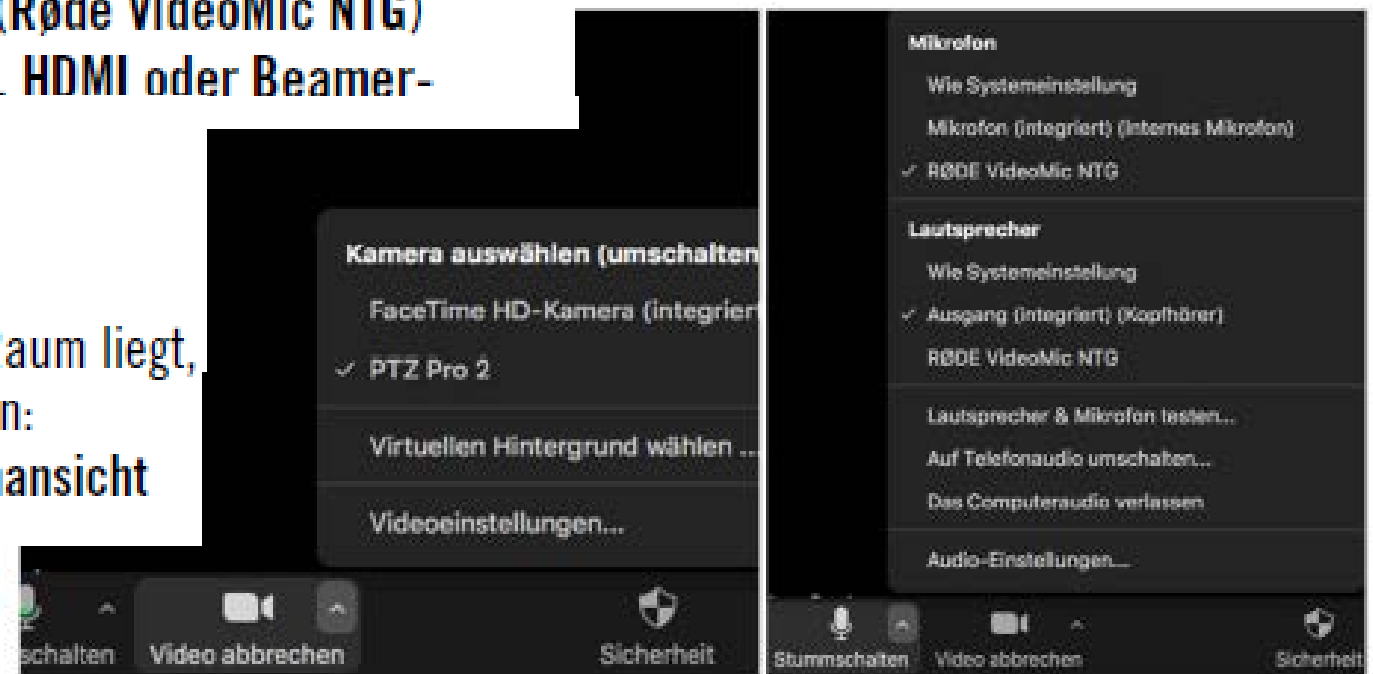 (Røde VideoMic NTG)
. HDMI oder Beamer-
aum liegt,
n:
ansicht
Kamera auswählen (umschalten
FaceTime HD-Kamera (integriert
✓ PTZ Pro 2
Virtuellen Hintergrund wählen ...
Videoeinstellungen...
schalten
Video abbrechen
Sicherheit
Mikrofon
Wie Systemeinstellung
Mikrofon (integriert) (Internes Mikrofon)
✓ RØDE VideoMic NTG
Lautsprecher
Wie Systemeinstellung
✓ Ausgang (integriert) (Kopfhörer)
RØDE VideoMic NTG
Lautsprecher & Mikrofon testen...
Auf Telefonaudio umschalten...
Das Computeraudio verlassen
Audio-Einstellungen...
Stummschalten
Video abbrechen
Sicherheit